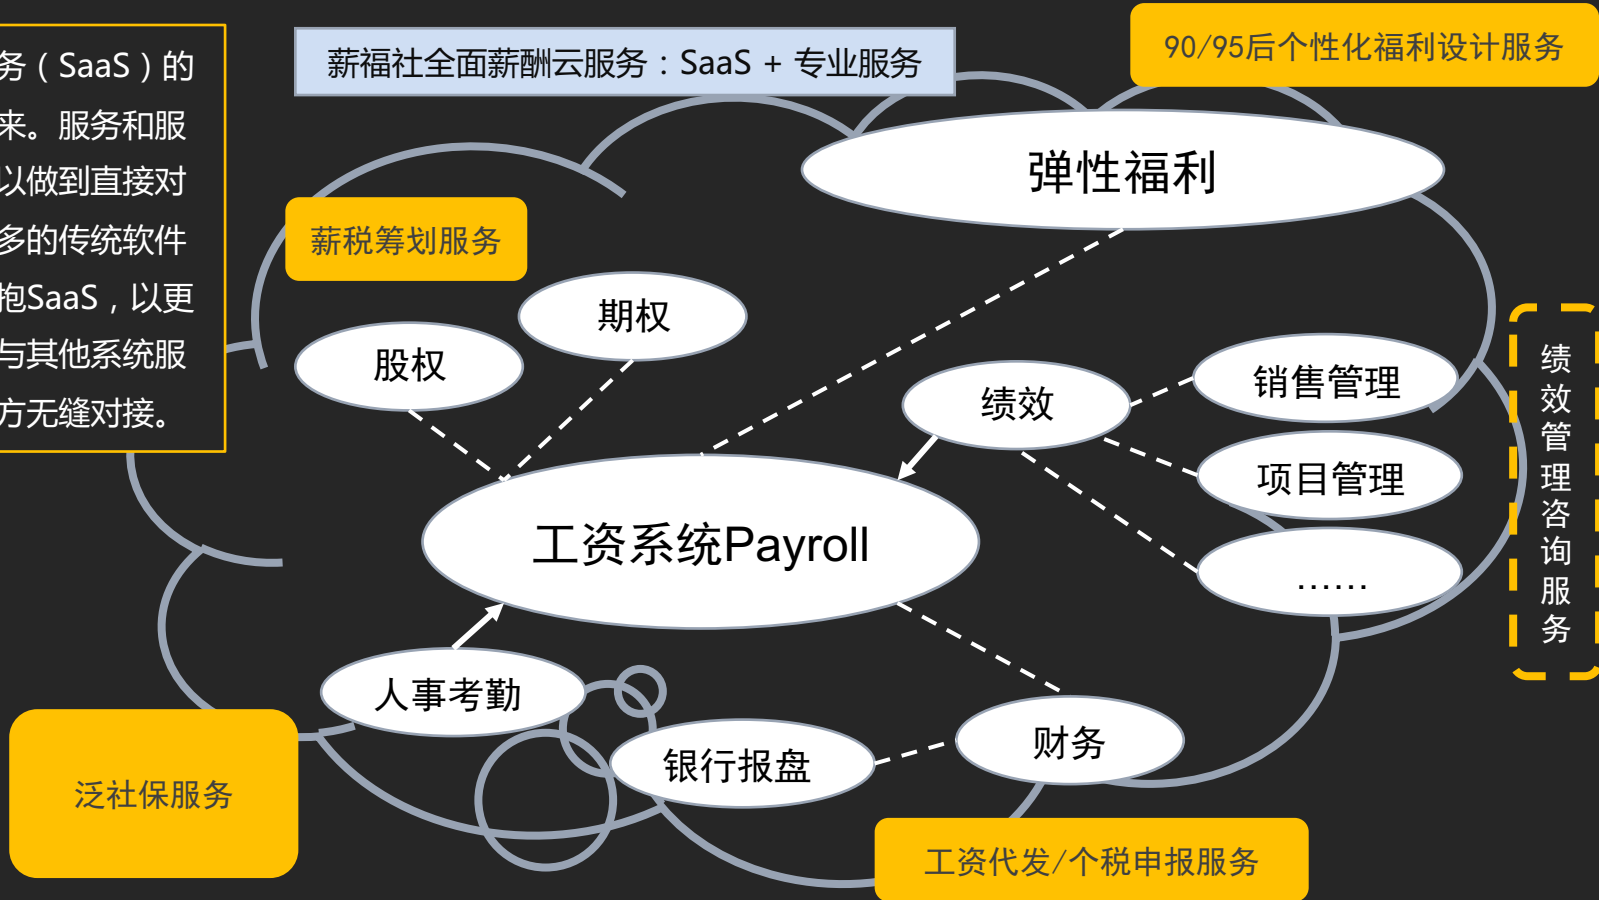 务（SaaS）的
来。服务和服
以做到直接对
多的传统软件
抱SaaS，以更
与其他系统服
方无缝对接。
薪福社全面薪酬云服务：SaaS + 专业服务
90/95后个性化福利设计服务
弹性福利
薪税筹划服务
期权
股权
绩效
销售管理
项目管理
......
绩效管理咨询服务
工资系统Payroll
人事考勤
银行报盘
财务
泛社保服务
工资代发/个税申报服务